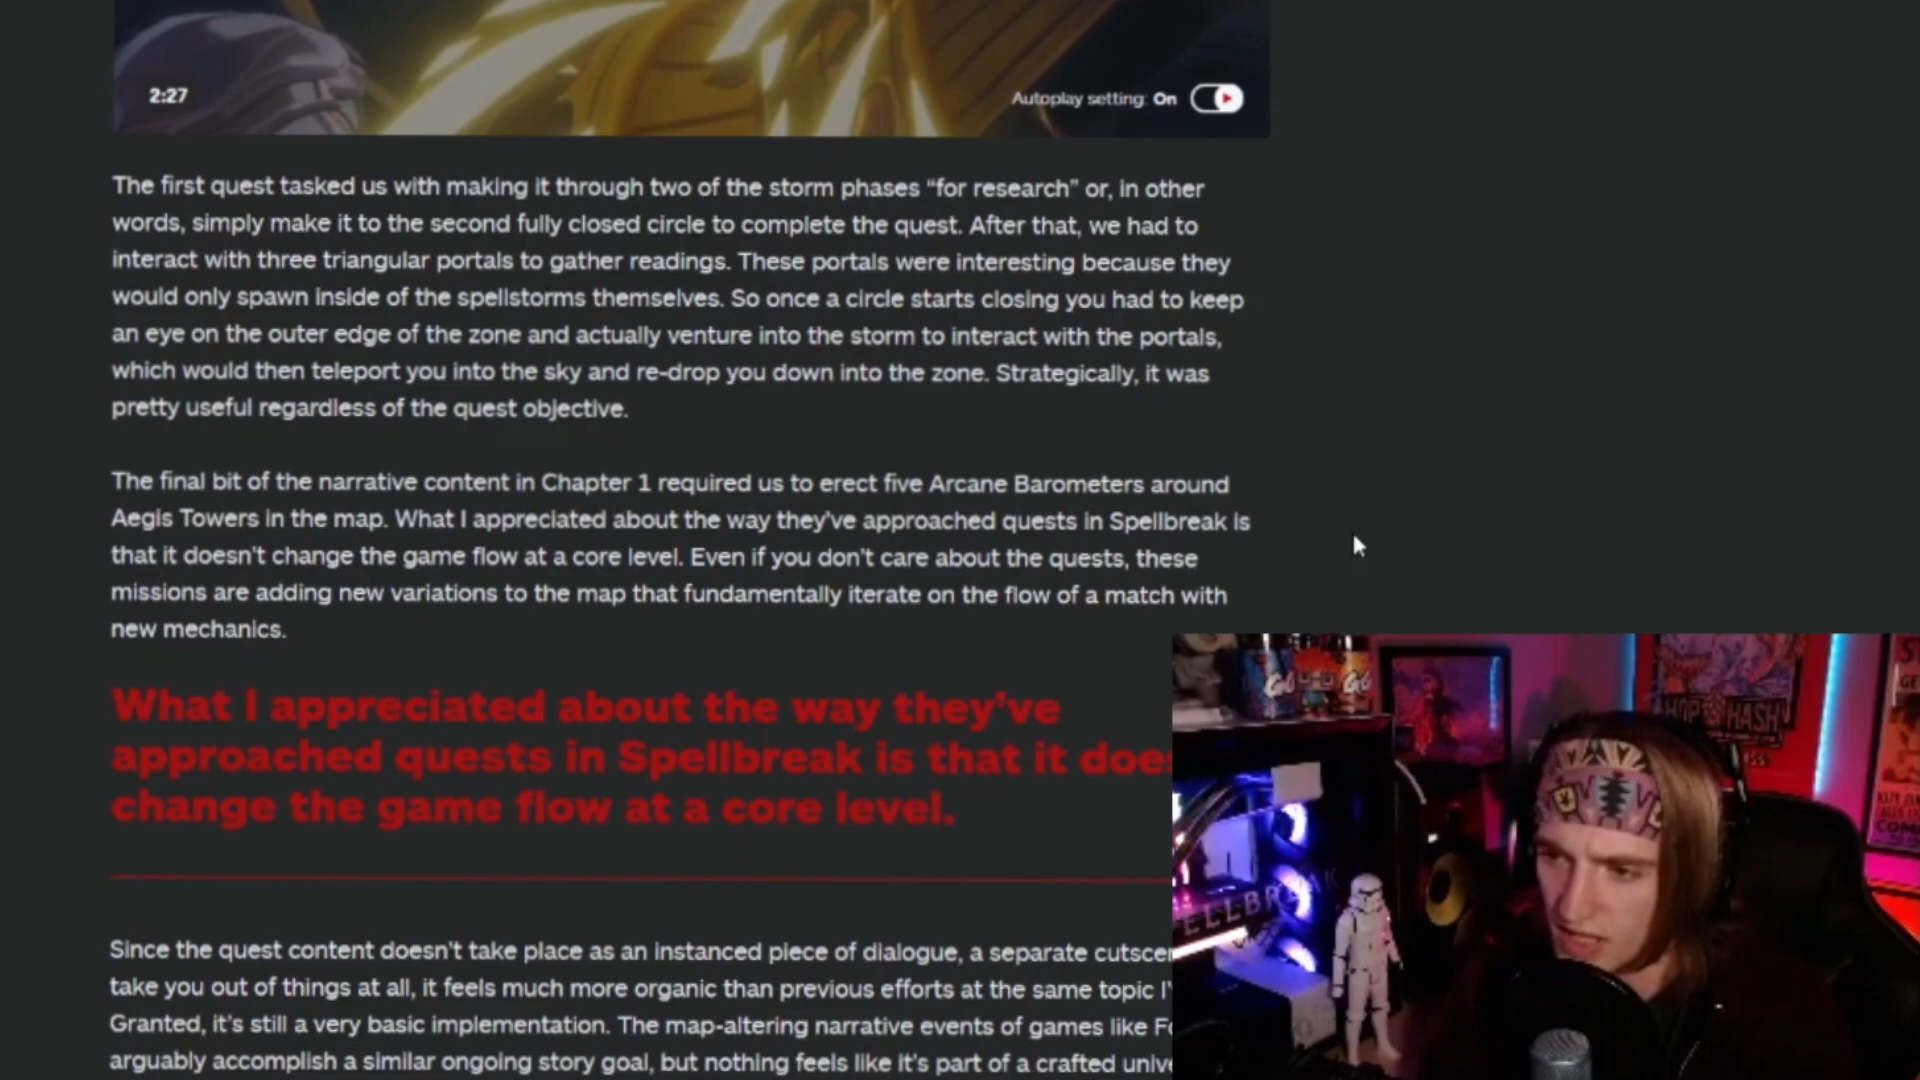 2:27
Autoplay setting: On
The first quest tasked us with making it through two of the storm phases “for research” or, in other
words, simply make it to the second fully closed circle to complete the quest. After that, we had to
interact with three triangular portals to gather readings. These portals were interesting because they
would only spawn inside of the spellstorms themselves. So once a circle starts closing you had to keep
an eye on the outer edge of the zone and actually venture into the storm to interact with the portals,
which would then teleport you into the sky and re-drop you down into the zone. Strategically, it was
pretty useful regardless of the quest objective.
The final bit of the narrative content in Chapter 1 required us to erect five Arcane Barometers around
Aegis Towers in the map. What I appreciated about the way they've approached quests in Spellbreak is
that it doesn't change the game flow at a core level. Even if you don't care about the quests, these
missions are adding new variations to the map that fundamentally iterate on the flow of a match with
new mechanics.
What I appreciated about the way they’ve
approached quests in Spellbreak is that it does
change the game flow at a core level.
Since the quest content doesn't take place as an instanced piece of dialogue, a separate cutsce
take you out of things at all, it feels much more organic than previous efforts at the same topic I'
Granted, it's still a very basic implementation. The map-altering narrative events of games like F
arguably accomplish a similar ongoing story goal, but nothing feels like it's part of a crafted unive
HOP HASH